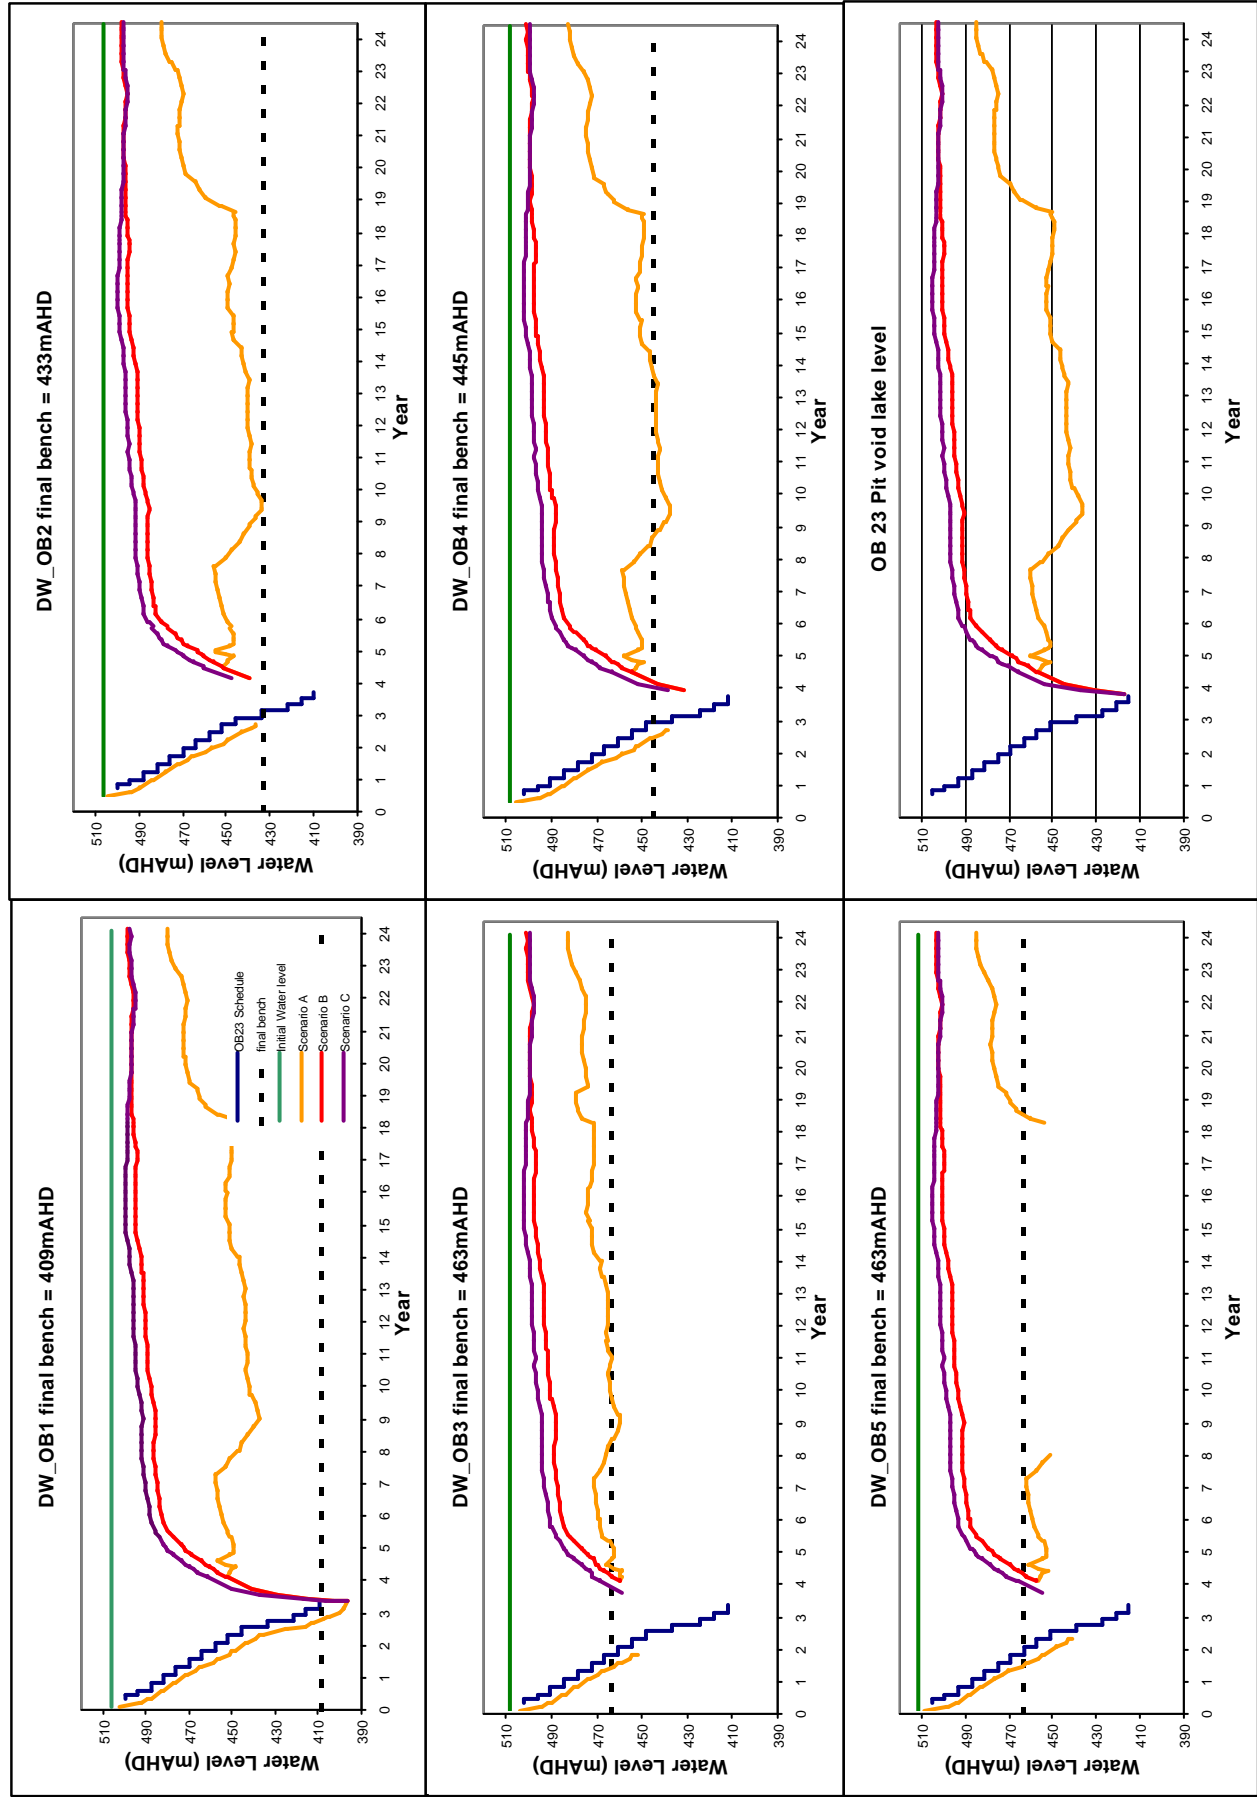 DW_OB1 final bench = 409mAHD
Water Level (mAHD)
510
490
470
450
430
410
390
0 1 2 3 4 5 6 7 8 9 10 11 12 13 14 15 16 17 18 19 20 21 22 23 24
Year
OB23 Schedule
final bench
Initial Water level
Scenario A
Scenario B
Scenario C
DW_OB2 final bench = 433mAHD
Water Level (mAHD)
510
490
470
450
430
410
390
0 1 2 3 4 5 6 7 8 9 10 11 12 13 14 15 16 17 18 19 20 21 22 23 24
Year
DW_OB3 final bench = 463mAHD
Water Level (mAHD)
510
490
470
450
430
410
390
0 1 2 3 4 5 6 7 8 9 10 11 12 13 14 15 16 17 18 19 20 21 22 23 24
Year
DW_OB4 final bench = 445mAHD
Water Level (mAHD)
510
490
470
450
430
410
390
0 1 2 3 4 5 6 7 8 9 10 11 12 13 14 15 16 17 18 19 20 21 22 23 24
Year
DW_OB5 final bench = 463mAHD
Water Level (mAHD)
510
490
470
450
430
410
390
0 1 2 3 4 5 6 7 8 9 10 11 12 13 14 15 16 17 18 19 20 21 22 23 24
Year
OB 23 Pit void lake level
Water Level (mAHD)
510
490
470
450
430
410
390
0 1 2 3 4 5 6 7 8 9 10 11 12 13 14 15 16 17 18 19 20 21 22 23 24
Year